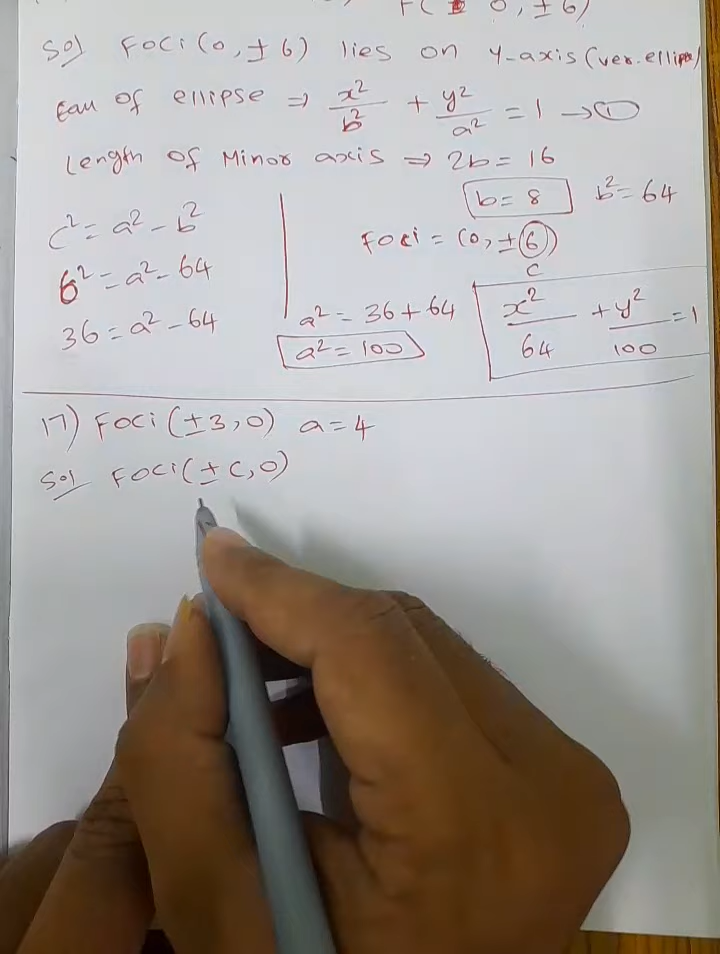 F(± 0, ±6)
Sol Foci (0, ±6) lies on Y-axis (ver. ellipse)
Eqn of ellipse ⇒ x²/b² + y²/a² = 1 → ①
Length of Minor axis ⇒ 2b = 16
b = 8 b² = 64
c² = a² - b²
6² = a² - 64
36 = a² - 64
Foci = (0, ±6)
c
a² = 36 + 64
a² = 100
x²/64 + y²/100 = 1
17) Foci (±3, 0) a = 4
Sol Foci (± c, 0)